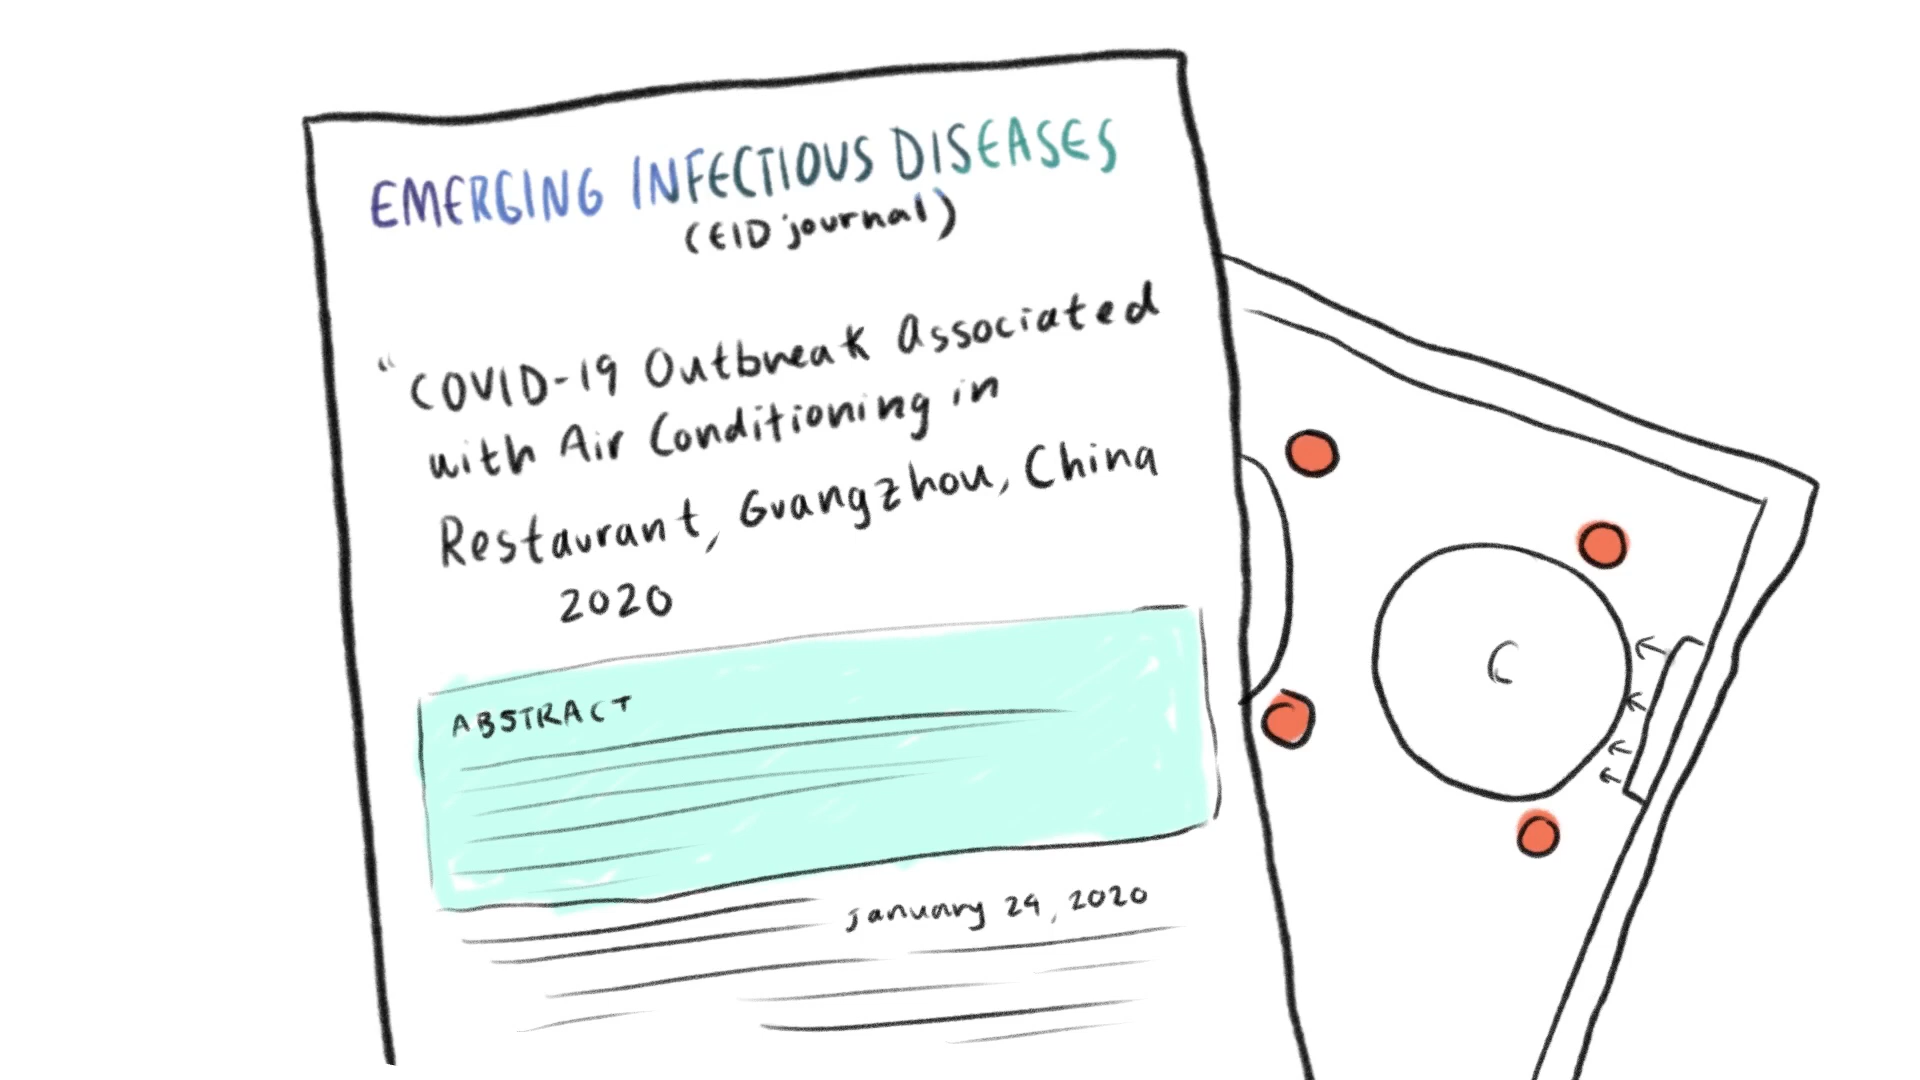 EMERGING INFECTIOUS DISEASES
(EID journal)
"COVID-19 Outbreak Associated
with Air Conditioning in
Restaurant, Guangzhou, China
2020
ABSTRACT
January 24, 2020
C